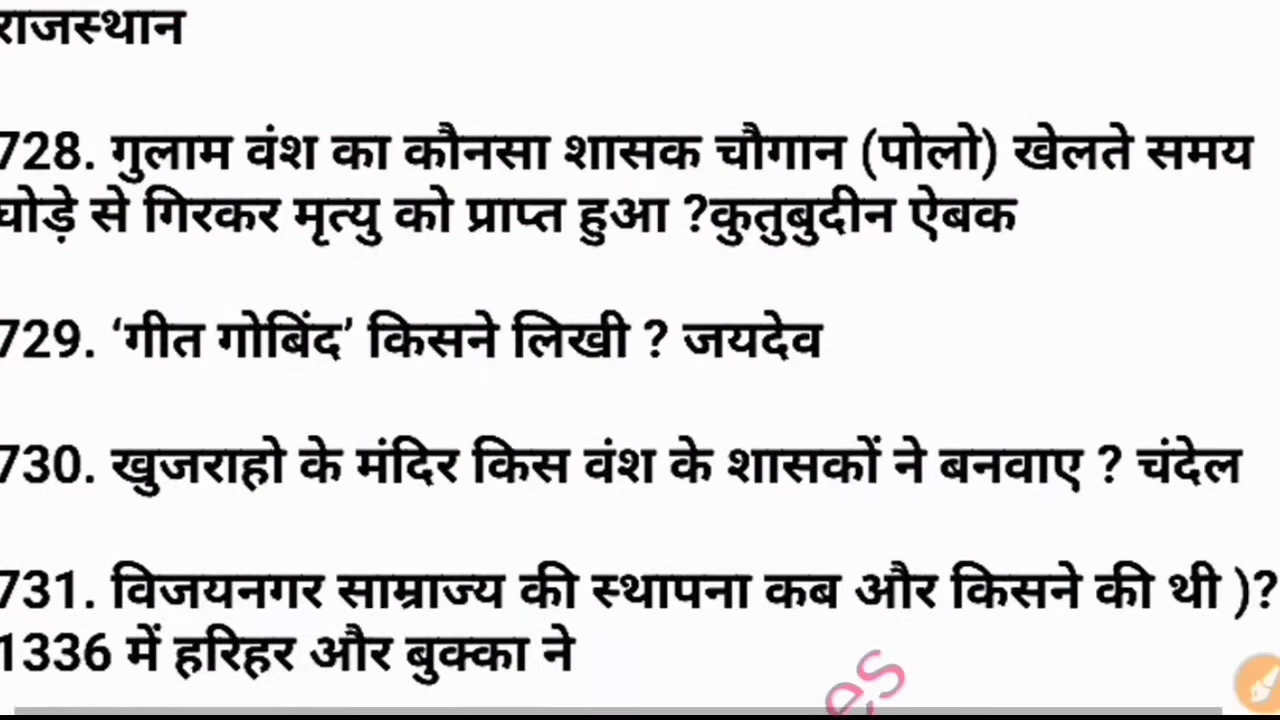 राजस्थान
728. गुलाम वंश का कौनसा शासक चौगान (पोलो) खेलते समय
घोड़े से गिरकर मृत्यु को प्राप्त हुआ ?कुतुबुदीन ऐबक
729. ‘गीत गोबिंद’ किसने लिखी ? जयदेव
730. खुजराहो के मंदिर किस वंश के शासकों ने बनवाए ? चंदेल
731. विजयनगर साम्राज्य की स्थापना कब और किसने की थी )?
1336 में हरिहर और बुक्का ने
es